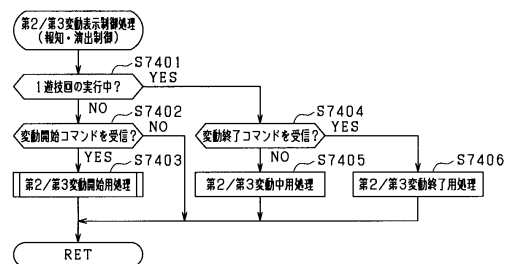 第2/第3変動表示制御処理
(報知・演出制御)
S7401
1遊技回の実行中?
YES
NO
S7402
変動開始コマンドを受信?
NO
YES
S7404
変動終了コマンドを受信?
YES
NO
S7403
第2/第3変動開始用処理
S7405
第2/第3変動中用処理
S7406
第2/第3変動終了用処理
RET